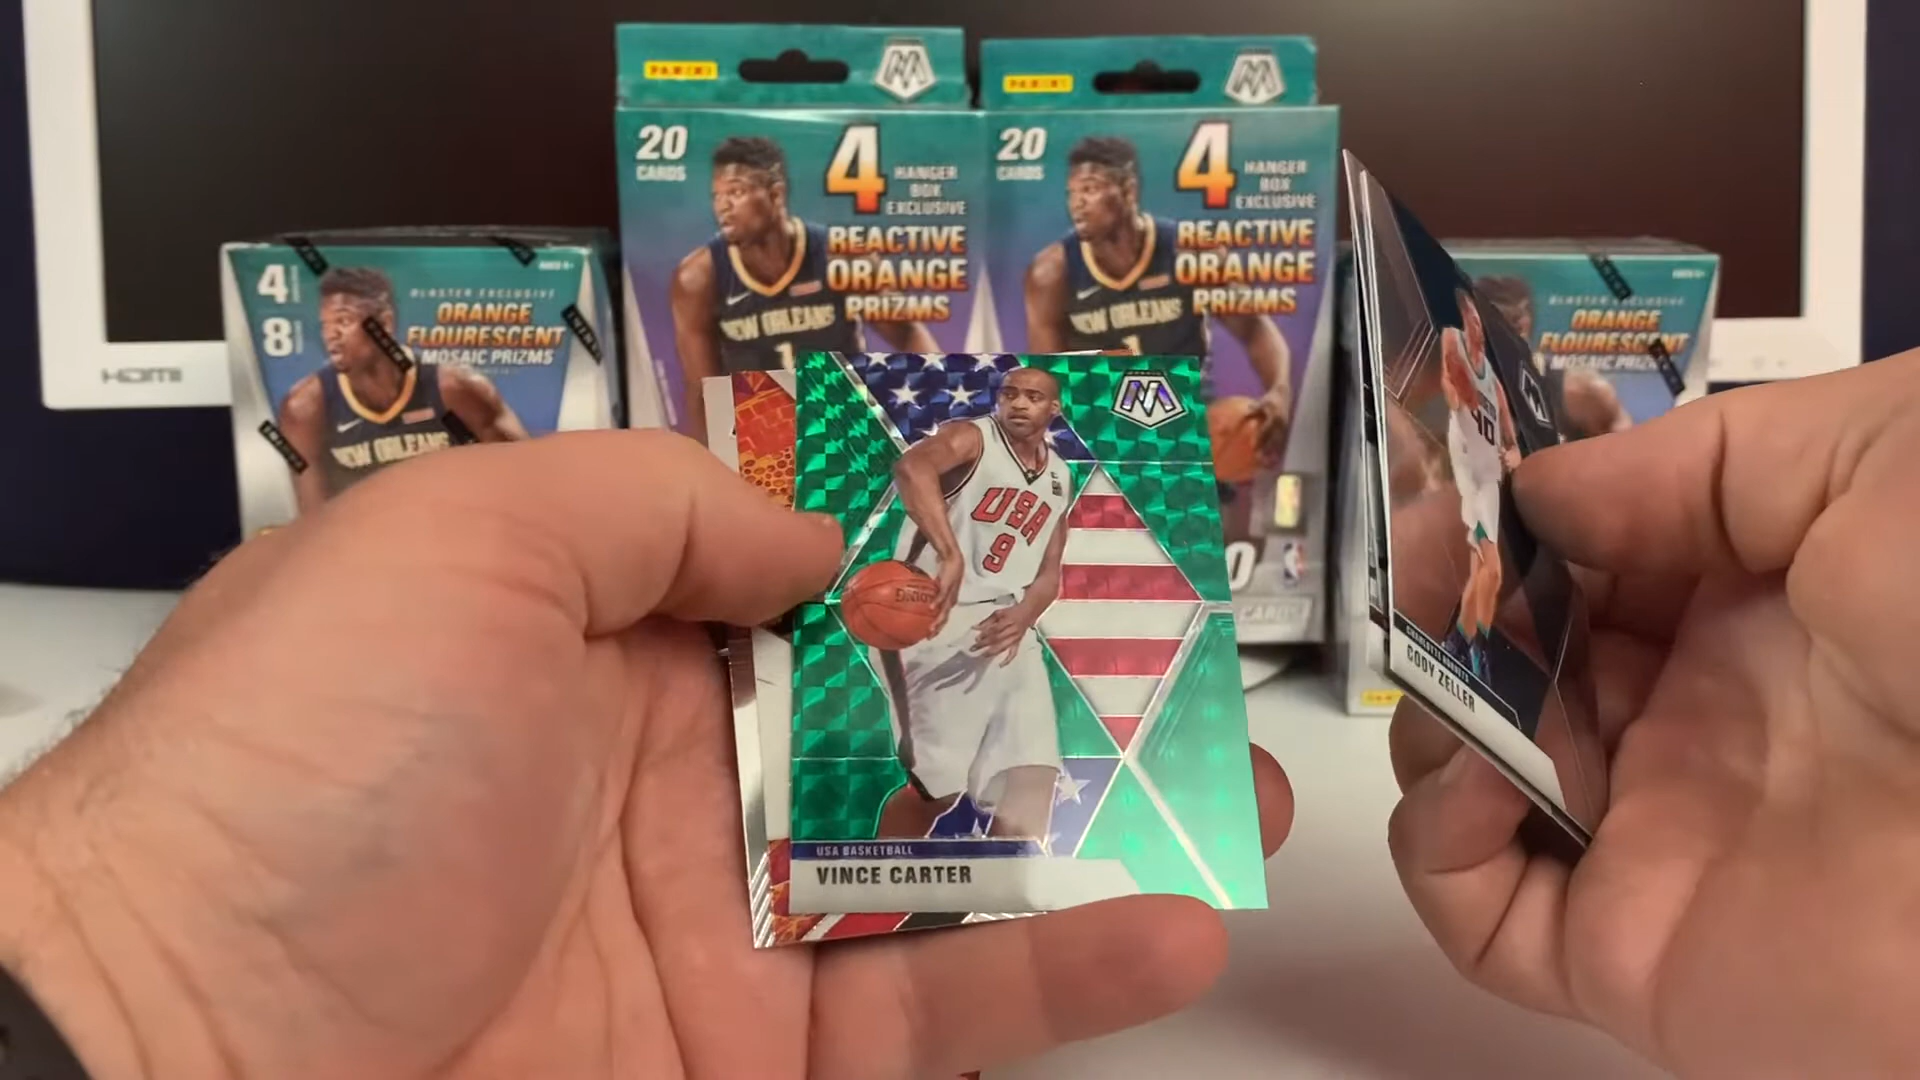 PANINI
20
CARDS
4
HANGER
BOX
EXCLUSIVE
REACTIVE
ORANGE
PRIZMS
NEW ORLEANS
1
PANINI
20
CARDS
4
HANGER
BOX
EXCLUSIVE
REACTIVE
ORANGE
PRIZMS
NEW ORLEANS
4
8
BLASTER EXCLUSIVE
ORANGE
FLOURESCENT
MOSAIC PRIZMS
NEW ORLEANS
BLASTER EXCLUSIVE
ORANGE
FLOURESCENT
MOSAIC PRIZMS
HDMI
USA
9
USA BASKETBALL
VINCE CARTER
40
CHARLOTTE HORNETS
CODY ZELLER